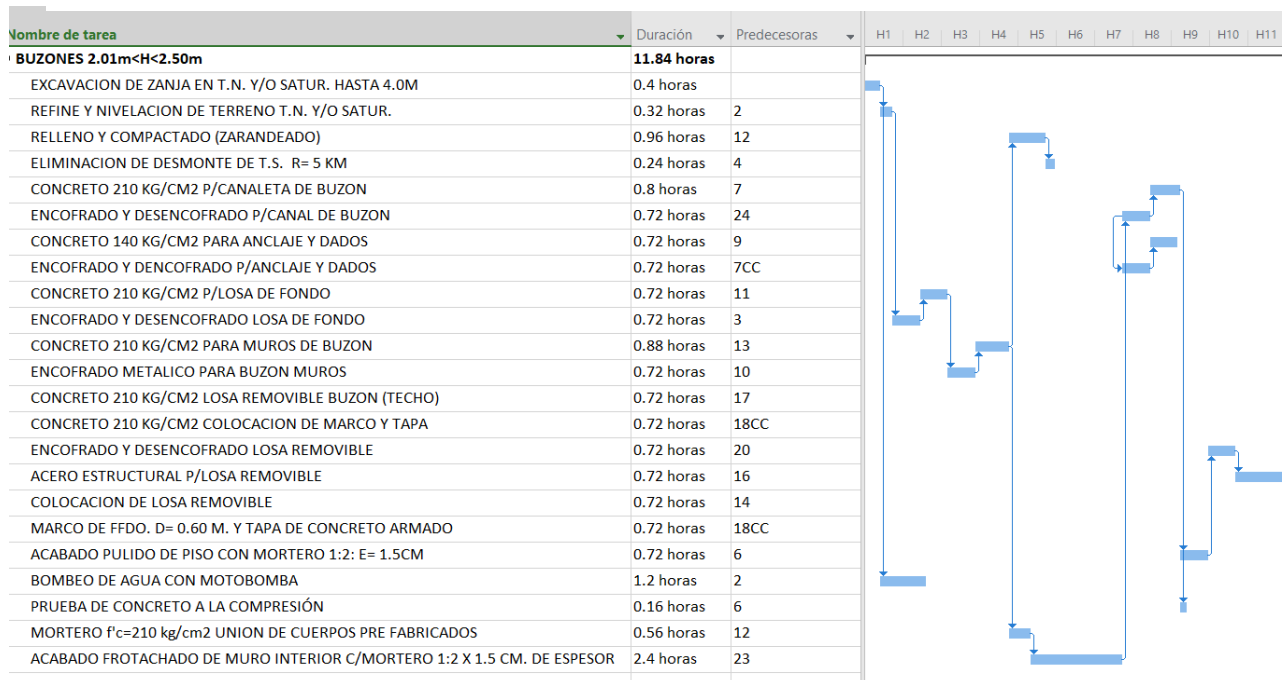 Nombre de tarea Duración Predecesoras H1 H2 H3 H4 H5 H6 H7 H8 H9 H10 H11
BUZONES 2.01m<H<2.50m 11.84 horas
EXCAVACION DE ZANJA EN T.N. Y/O SATUR. HASTA 4.0M 0.4 horas
REFINE Y NIVELACION DE TERRENO T.N. Y/O SATUR. 0.32 horas 2
RELLENO Y COMPACTADO (ZARANDEADO) 0.96 horas 12
ELIMINACION DE DESMONTE DE T.S. R= 5 KM 0.24 horas 4
CONCRETO 210 KG/CM2 P/CANALETA DE BUZON 0.8 horas 7
ENCOFRADO Y DESENCOFRADO P/CANAL DE BUZON 0.72 horas 24
CONCRETO 140 KG/CM2 PARA ANCLAJE Y DADOS 0.72 horas 9
ENCOFRADO Y DENCOFRADO P/ANCLAJE Y DADOS 0.72 horas 7CC
CONCRETO 210 KG/CM2 P/LOSA DE FONDO 0.72 horas 11
ENCOFRADO Y DESENCOFRADO LOSA DE FONDO 0.72 horas 3
CONCRETO 210 KG/CM2 PARA MUROS DE BUZON 0.88 horas 13
ENCOFRADO METALICO PARA BUZON MUROS 0.72 horas 10
CONCRETO 210 KG/CM2 LOSA REMOVIBLE BUZON (TECHO) 0.72 horas 17
CONCRETO 210 KG/CM2 COLOCACION DE MARCO Y TAPA 0.72 horas 18CC
ENCOFRADO Y DESENCOFRADO LOSA REMOVIBLE 0.72 horas 20
ACERO ESTRUCTURAL P/LOSA REMOVIBLE 0.72 horas 16
COLOCACION DE LOSA REMOVIBLE 0.72 horas 14
MARCO DE FFDO. D= 0.60 M. Y TAPA DE CONCRETO ARMADO 0.72 horas 18CC
ACABADO PULIDO DE PISO CON MORTERO 1:2: E= 1.5CM 0.72 horas 6
BOMBEO DE AGUA CON MOTOBOMBA 1.2 horas 2
PRUEBA DE CONCRETO A LA COMPRESIÓN 0.16 horas 6
MORTERO f'c=210 kg/cm2 UNION DE CUERPOS PRE FABRICADOS 0.56 horas 12
ACABADO FROTACHADO DE MURO INTERIOR C/MORTERO 1:2 X 1.5 CM. DE ESPESOR 2.4 horas 23